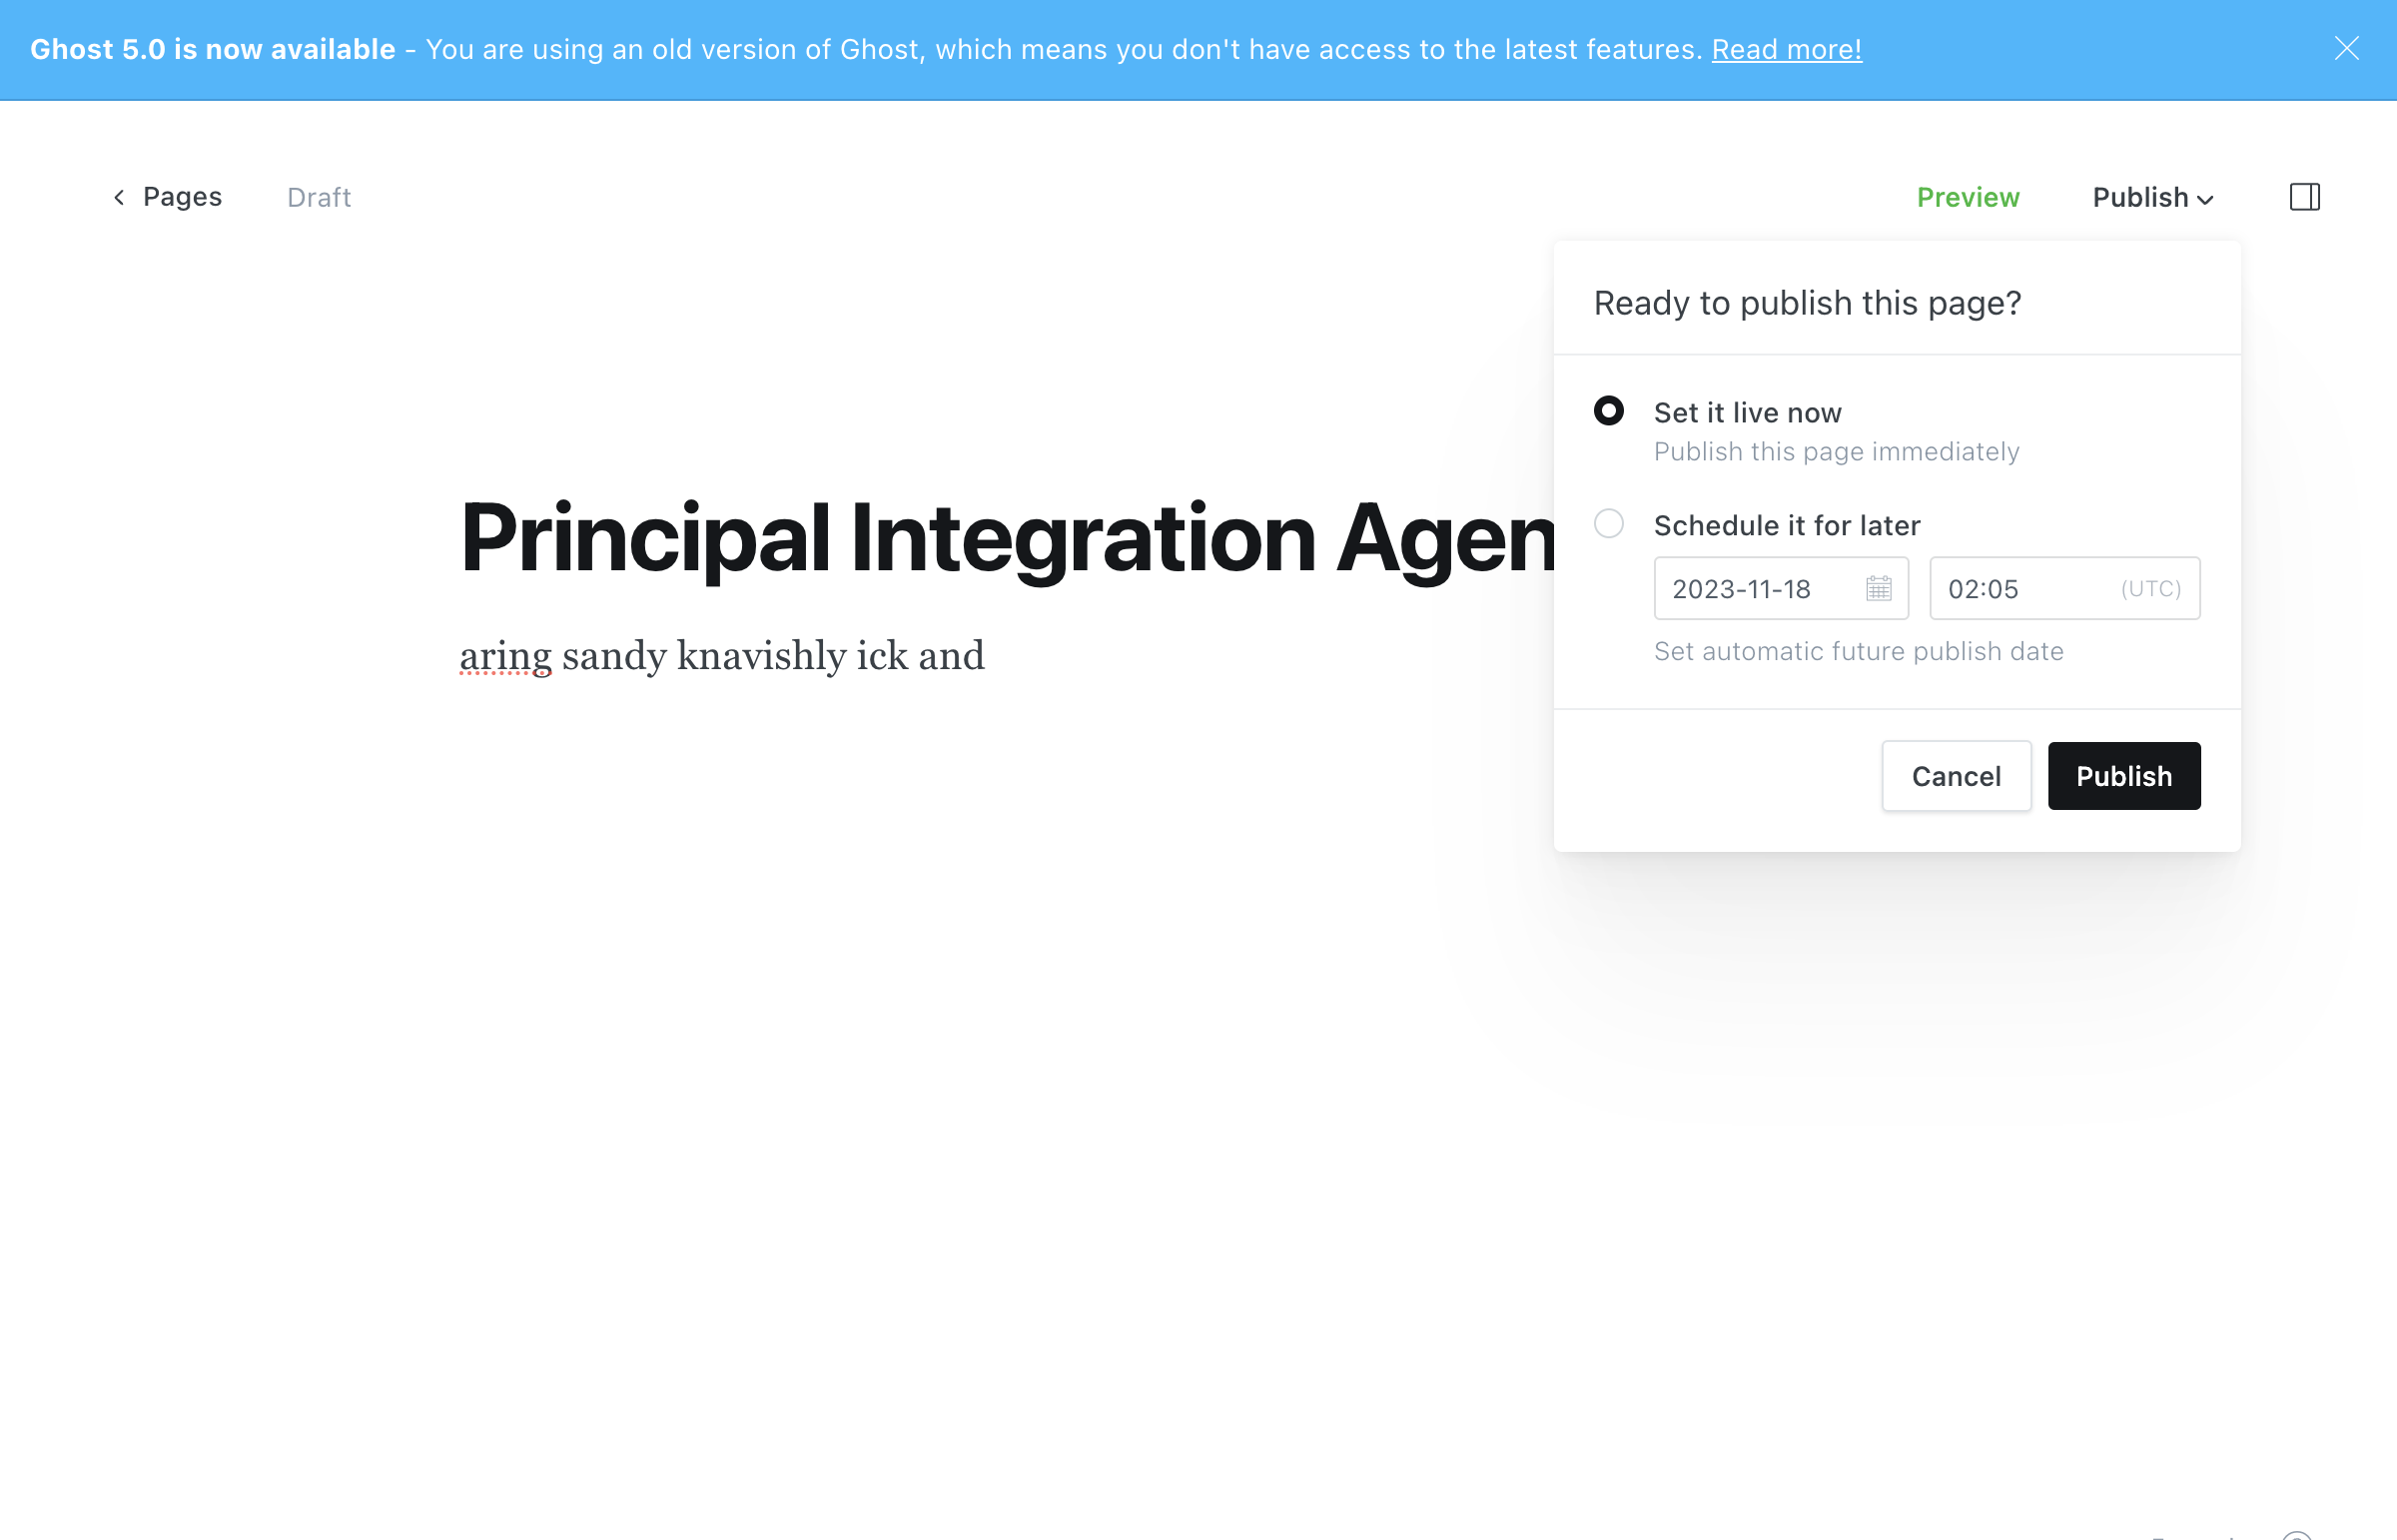 Ghost 5.0 is now available - You are using an old version of Ghost, which means you don't have access to the latest features. Read more!
Pages Draft Preview Publish
Ready to publish this page?
Set it live now
Publish this page immediately
Schedule it for later
2023-11-18 02:05 (UTC)
Set automatic future publish date
Cancel Publish
Principal Integration Agen
aring sandy knavishly ick and